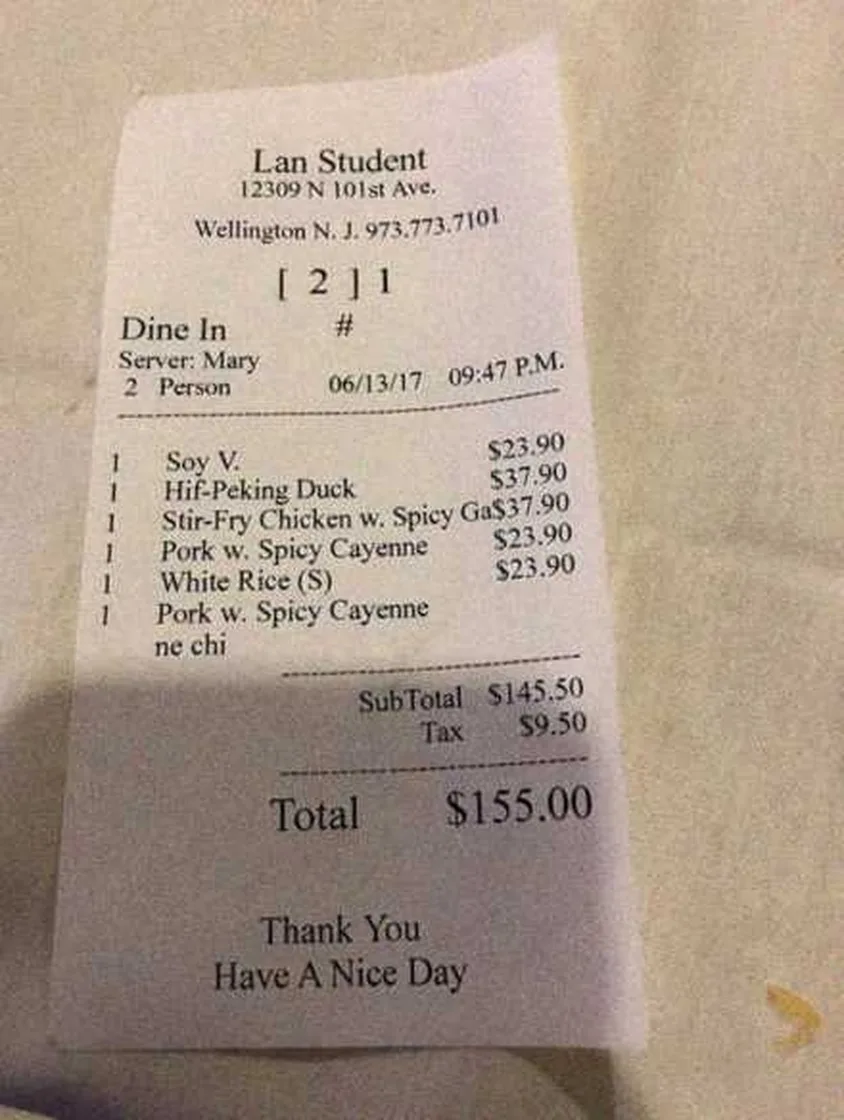 Lan Student
12309 N 101st Ave.
Wellington N. J. 973.773.7101
[ 2 ] 1
Dine In #
Server: Mary
2 Person 06/13/17 09:47 P.M.
1 Soy V. $23.90
1 Hif-Peking Duck $37.90
1 Stir-Fry Chicken w. Spicy Ga$37.90
1 Pork w. Spicy Cayenne $23.90
1 White Rice (S) $23.90
1 Pork w. Spicy Cayenne
ne chi
SubTotal $145.50
Tax $9.50
Total $155.00
Thank You
Have A Nice Day